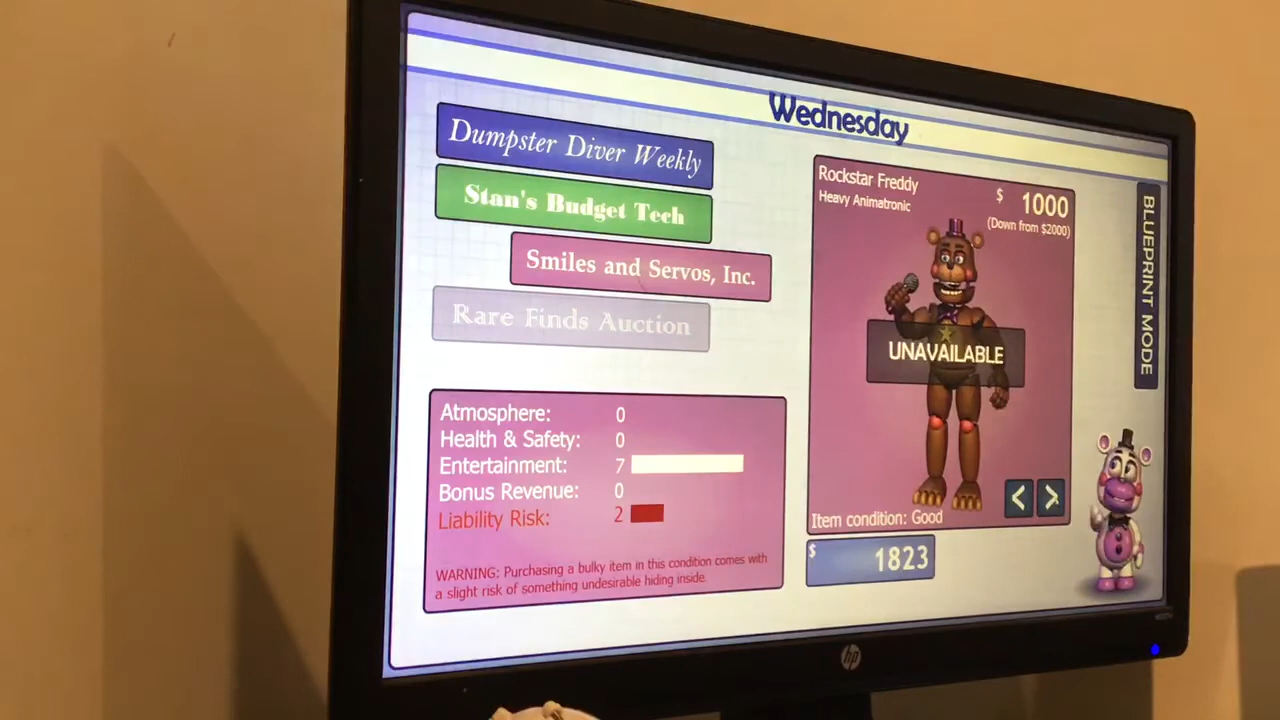 Wednesday
Dumpster Diver Weekly
Stan's Budget Tech
Smiles and Servos, Inc.
Rare Finds Auction
Atmosphere: 0
Health & Safety: 0
Entertainment: 7
Bonus Revenue: 0
Liability Risk: 2
WARNING: Purchasing a bulky item in this condition comes with
a slight risk of something undesirable hiding inside.
Rockstar Freddy
Heavy Animatronic
$ 1000
(Down from $2000)
UNAVAILABLE
< >
Item condition: Good
$ 1823
BLUEPRINT MODE
hp